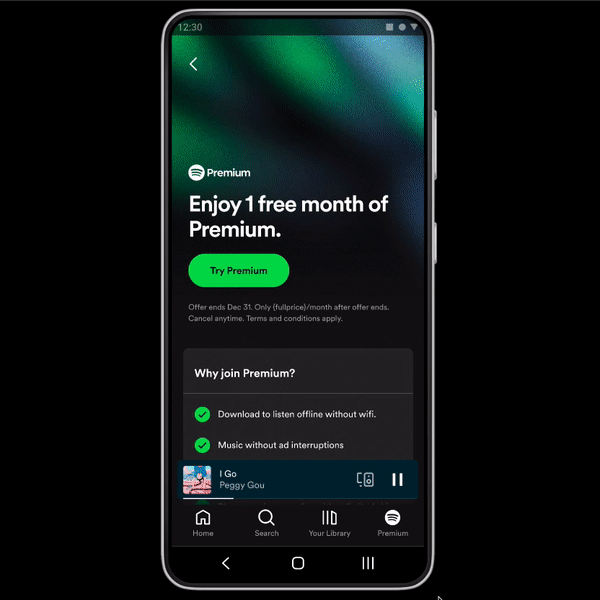 12:30
Premium
Enjoy 1 free month of
Premium.
Try Premium
Offer ends Dec 31. Only {fullprice}/month after offer ends.
Cancel anytime. Terms and conditions apply.
Why join Premium?
Download to listen offline without wifi.
Music without ad interruptions
I Go
Peggy Gou
Home
Search
Your Library
Premium